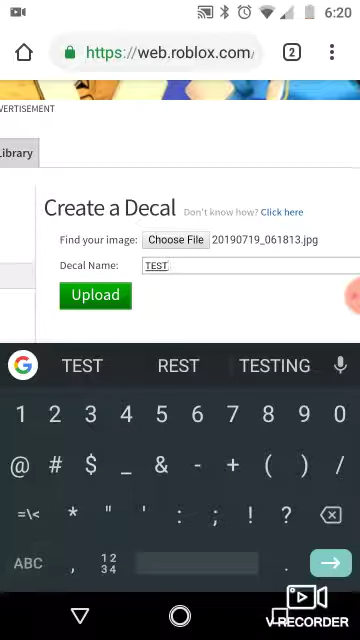 6:20
https://web.roblox.com/
2
VERTISEMENT
Library
Create a Decal Don't know how? Click here
Find your image: Choose File 20190719_061813.jpg
Decal Name: TEST
Upload
G TEST REST TESTING
1 2 3 4 5 6 7 8 9 0
@ # $ _ & - + ( ) /
=\< * " ' : ; ! ?
ABC , 12 .
34
V-RECORDER